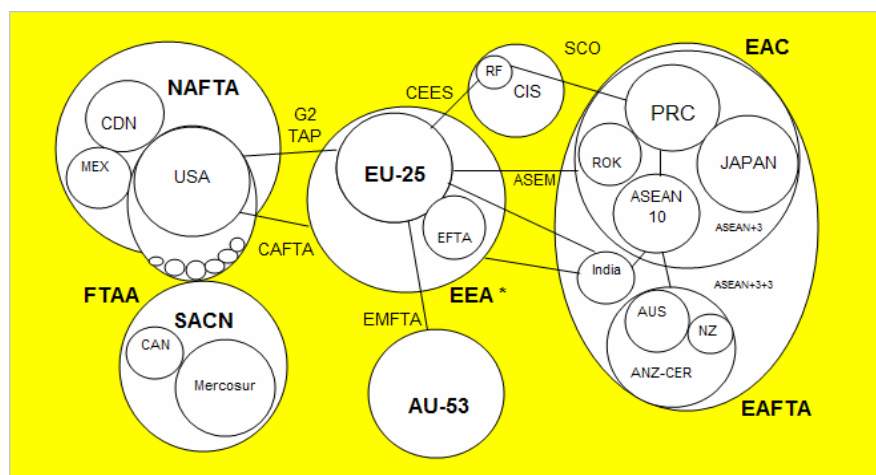 SCO
EAC
NAFTA
RF
CIS
CEES
PRC
G2
TAP
CDN
MEX
USA
EU-25
ROK
JAPAN
ASEM
ASEAN
10
ASEAN+3
EFTA
CAFTA
India
ASEAN+3+3
FTAA
EEA *
SACN
EMFTA
AUS
NZ
CAN
ANZ-CER
Mercosur
AU-53
EAFTA